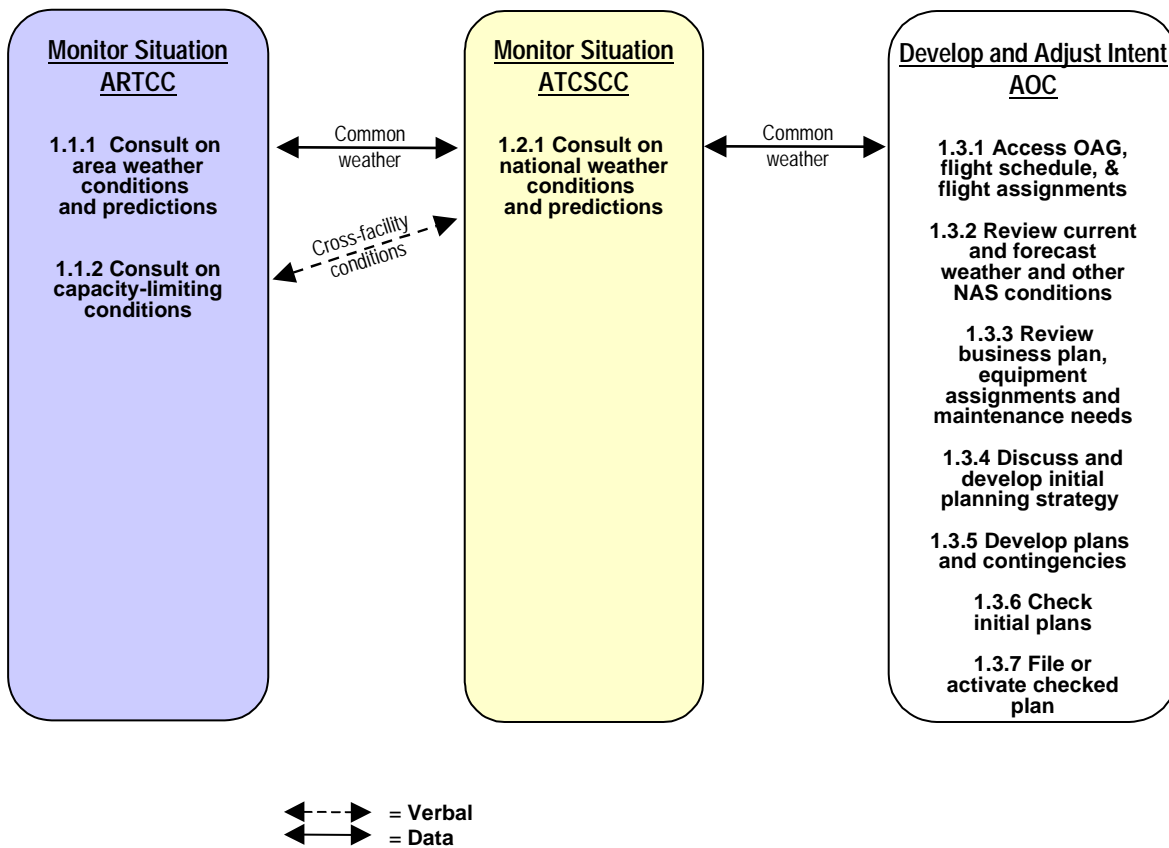 Monitor Situation
ARTCC
1.1.1 Consult on
area weather
conditions
and predictions
1.1.2 Consult on
capacity-limiting
conditions
Common
weather
Cross-facility
conditions
Monitor Situation
ATCSCC
1.2.1 Consult on
national weather
conditions
and predictions
Common
weather
Develop and Adjust Intent
AOC
1.3.1 Access OAG,
flight schedule, &
flight assignments
1.3.2 Review current
and forecast
weather and other
NAS conditions
1.3.3 Review
business plan,
equipment
assignments and
maintenance needs
1.3.4 Discuss and
develop initial
planning strategy
1.3.5 Develop plans
and contingencies
1.3.6 Check
initial plans
1.3.7 File or
activate checked
plan
= Verbal
= Data